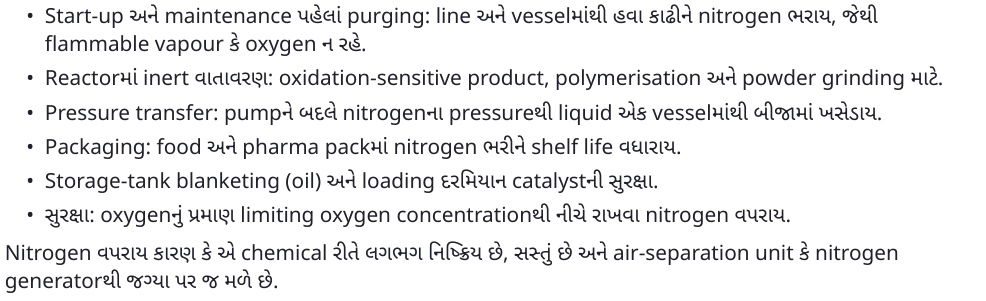 • Start-up અને maintenance પહેલાં purging: line અને vesselમાંથી હવા કાઢીને nitrogen ભરાય, જેથી
flammable vapour કે oxygen ન રહે.
• Reactorમાં inert વાતાવરણ: oxidation-sensitive product, polymerisation અને powder grinding માટે.
• Pressure transfer: pumpને બદલે nitrogenના pressureથી liquid એક vesselમાંથી બીજામાં ખસેડાય.
• Packaging: food અને pharma packમાં nitrogen ભરીને shelf life વધારાય.
• Storage-tank blanketing (oil) અને loading દરમિયાન catalystની સુરક્ષા.
• સુરક્ષા: oxygenનું પ્રમાણ limiting oxygen concentrationથી નીચે રાખવા nitrogen વપરાય.
Nitrogen વપરાય કારણ કે એ chemical રીતે લગભગ નિષ્ક્રિય છે, સસ્તું છે અને air-separation unit કે nitrogen
generatorથી જગ્યા પર જ મળે છે.